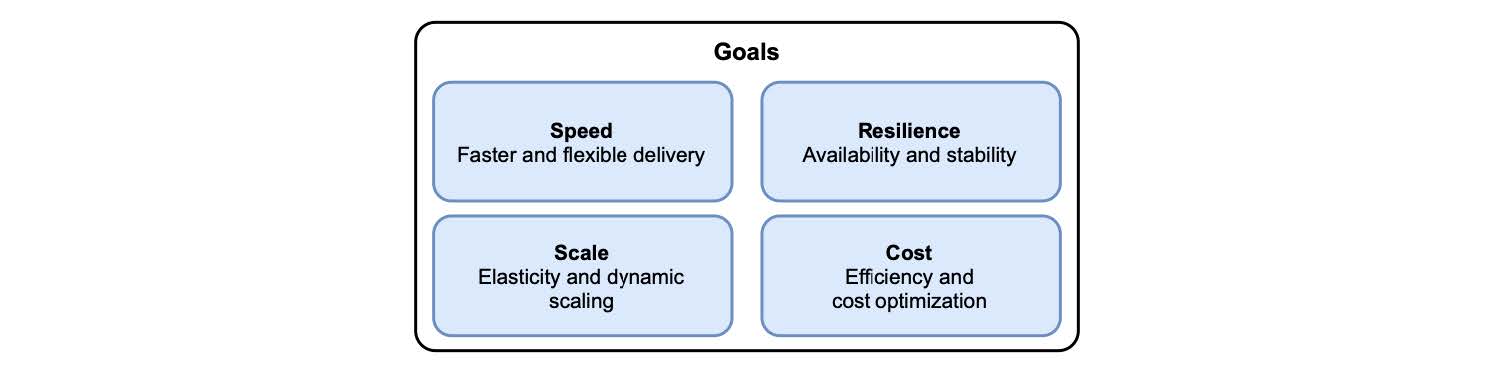 Goals
Speed
Faster and flexible delivery
Resilience
Availability and stability
Scale
Elasticity and dynamic
scaling
Cost
Efficiency and
cost optimization